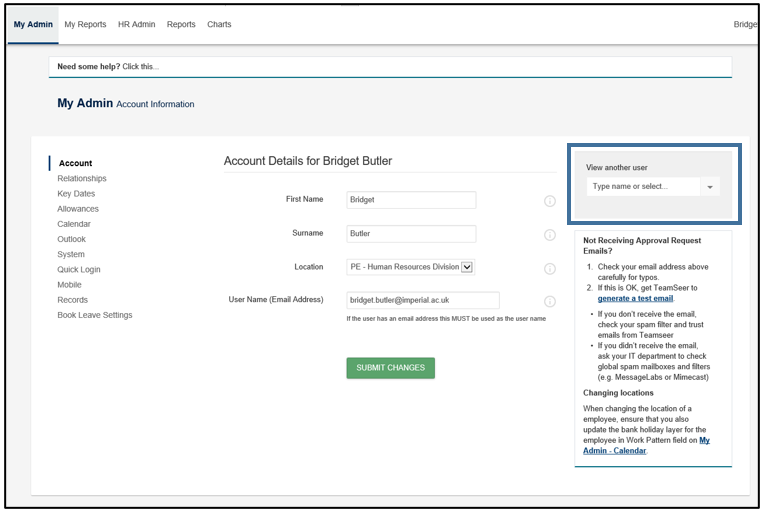 My Admin My Reports HR Admin Reports Charts Bridge
Need some help? Click this...
My Admin Account Information
Account
Relationships
Key Dates
Allowances
Calendar
Outlook
System
Quick Login
Mobile
Records
Book Leave Settings
Account Details for Bridget Butler
First Name Bridget
Surname Butler
Location PE - Human Resources Division
User Name (Email Address) bridget.butler@imperial.ac.uk
If the user has an email address this MUST be used as the user name
SUBMIT CHANGES
View another user
Type name or select...
Not Receiving Approval Request
Emails?
1. Check your email address above
carefully for typos.
2. If this is OK, get TeamSeer to
generate a test email.
• If you don't receive the email,
check your spam filter and trust
emails from Teamseer
• If you didn't receive the email,
ask your IT department to check
global spam mailboxes and filters
(e.g. MessageLabs or Mimecast)
Changing locations
When changing the location of a
employee, ensure that you also
update the bank holiday layer for the
employee in Work Pattern field on My
Admin - Calendar.